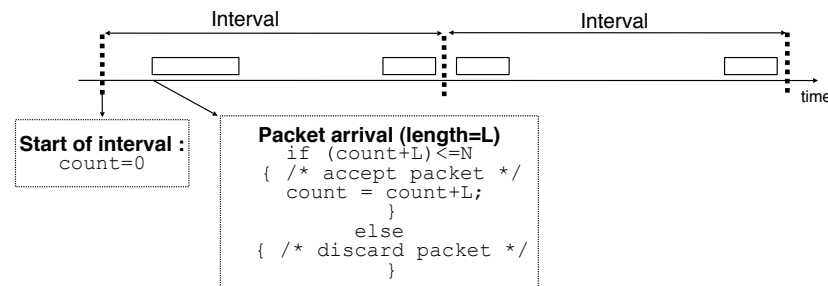 Interval
Interval
time
Start of interval :
count=0
Packet arrival (length=L)
if (count+L)<=N
{ /* accept packet */
count = count+L;
}
else
{ /* discard packet */
}